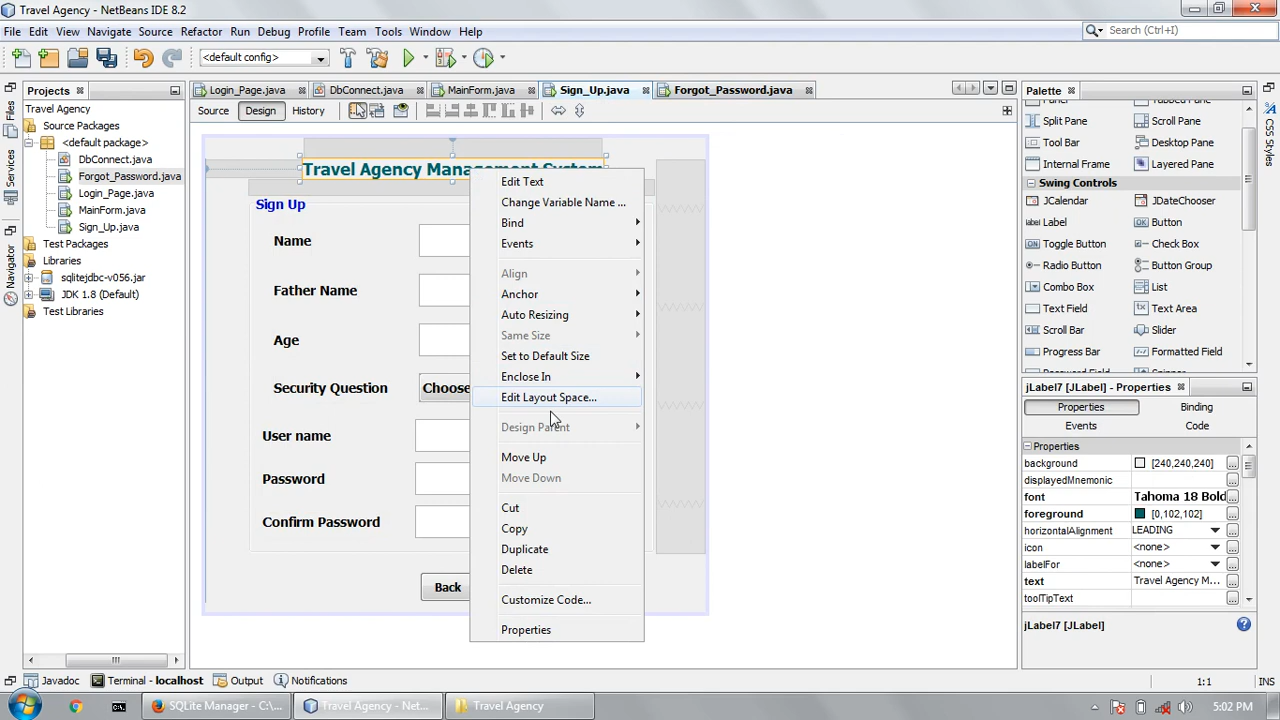 Travel Agency - NetBeans IDE 8.2
File Edit View Navigate Source Refactor Run Debug Profile Team Tools Window Help
Search (Ctrl+I)
<default config>
Projects
Login_Page.java DbConnect.java MainForm.java Sign_Up.java Forgot_Password.java
Palette
Files
Services
Navigator
CSS Styles
Travel Agency
Source Packages
<default package>
DbConnect.java
Forgot_Password.java
Login_Page.java
MainForm.java
Sign_Up.java
Test Packages
Libraries
sqlitejdbc-v056.jar
JDK 1.8 (Default)
Test Libraries
Source Design History
Travel Agency Management System
Sign Up
Name
Father Name
Age
Security Question
Choose
User name
Password
Confirm Password
Back
Edit Text
Change Variable Name ...
Bind
Events
Align
Anchor
Auto Resizing
Same Size
Set to Default Size
Enclose In
Edit Layout Space...
Design Parent
Move Up
Move Down
Cut
Copy
Duplicate
Delete
Customize Code...
Properties
Split Pane Scroll Pane
Tool Bar Desktop Pane
Internal Frame Layered Pane
Swing Controls
JCalendar JDateChooser
Label Button
Toggle Button Check Box
Radio Button Button Group
Combo Box List
Text Field Text Area
Scroll Bar Slider
Progress Bar Formatted Field
jLabel7 [JLabel] - Properties
Properties Binding
Events Code
Properties
background [240,240,240] ...
displayedMnemonic ...
font Tahoma 18 Bold ...
foreground [0,102,102] ...
horizontalAlignment LEADING ...
icon <none> ...
labelFor <none> ...
text Travel Agency M... ...
toolTipText ...
jLabel7 [JLabel]
Javadoc Terminal - localhost Output Notifications
1:1 INS
SQLite Manager - C:\... Travel Agency - Net... Travel Agency
5:02 PM